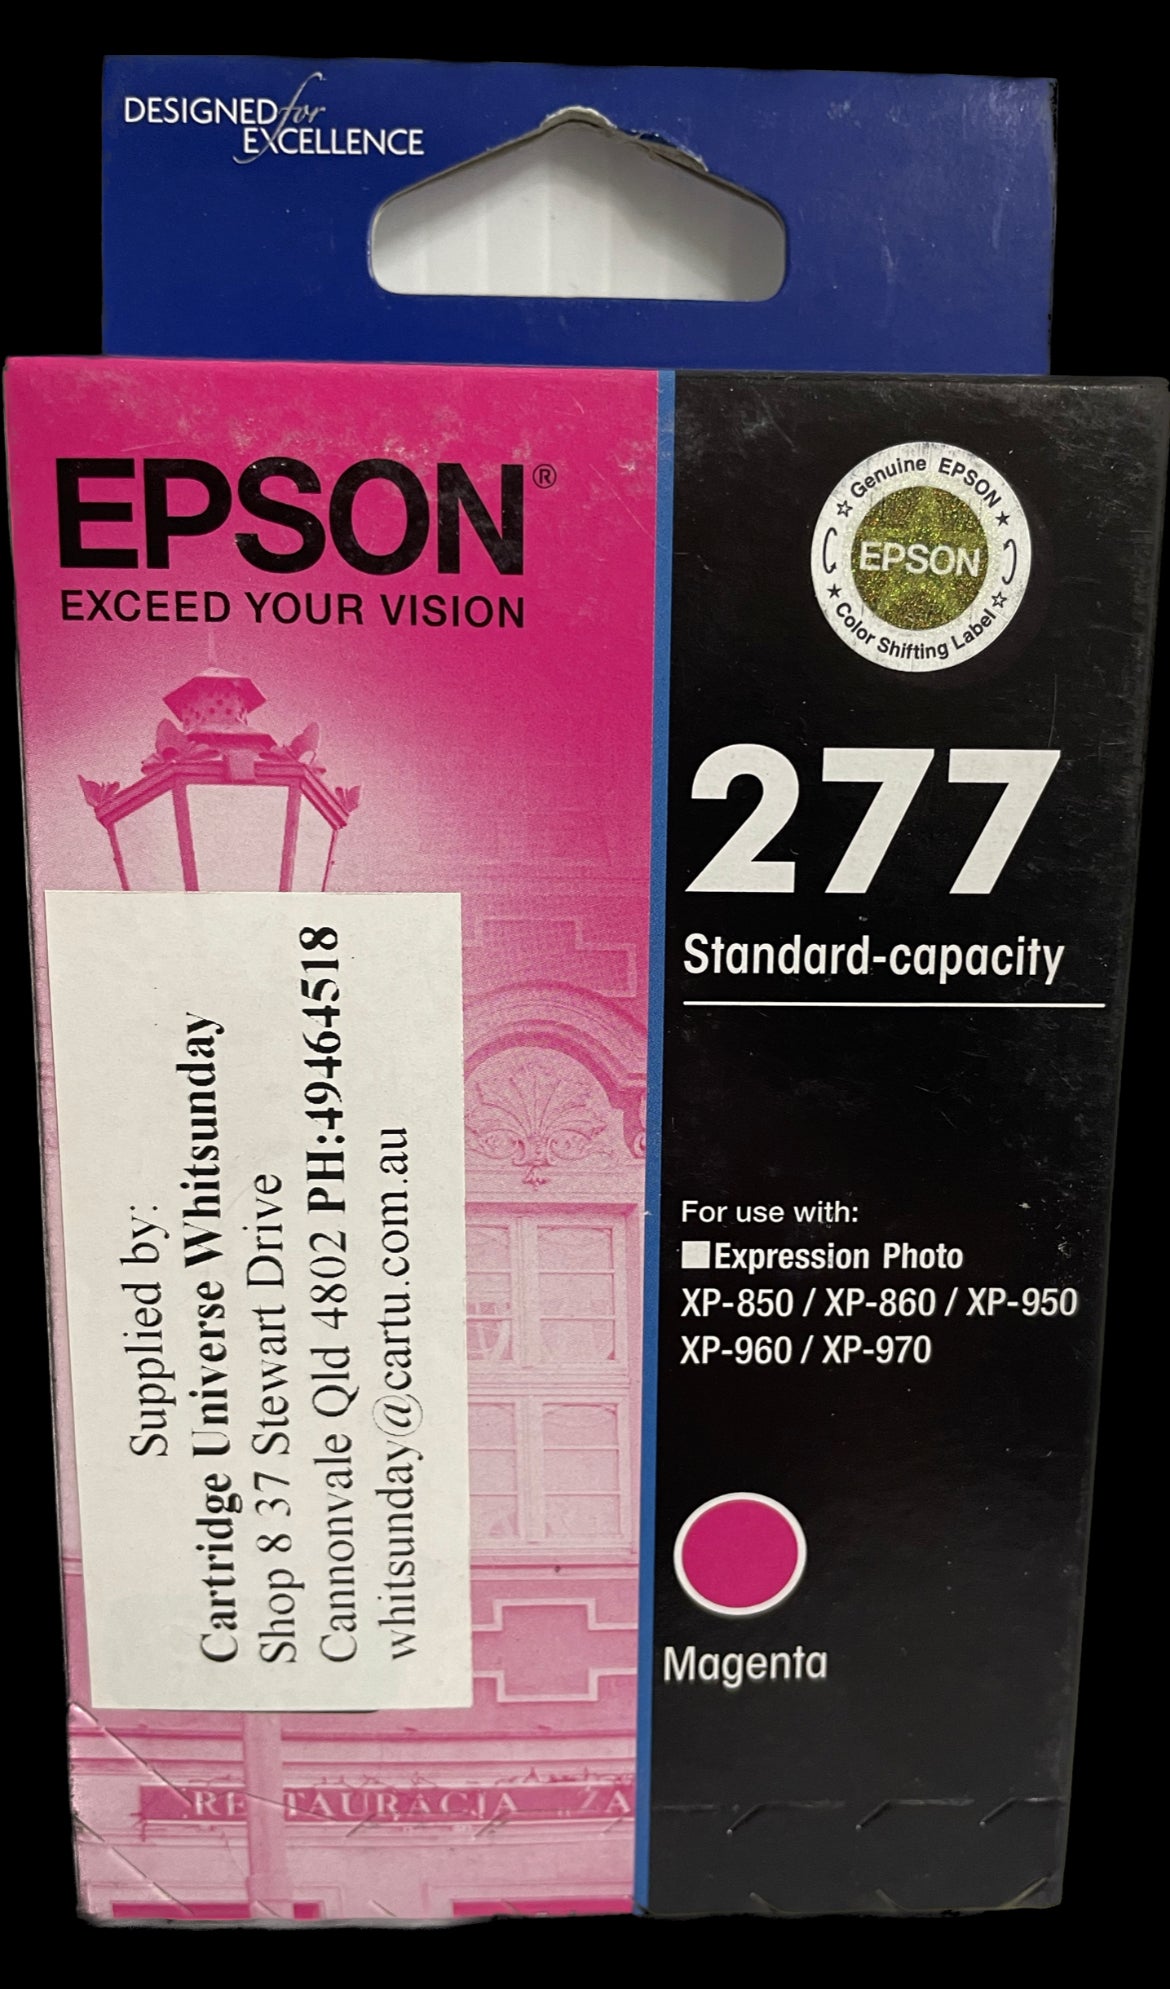 DESIGNED for
EXCELLENCE
EPSON®
EXCEED YOUR VISION
☆ Genuine EPSON ★
EPSON
★ Color Shifting Label ☆
277
Standard-capacity
For use with:
Expression Photo
XP-850 / XP-860 / XP-950
XP-960 / XP-970
Magenta
Supplied by:
Cartridge Universe Whitsunday
Shop 8 37 Stewart Drive
Cannonvale Qld 4802 PH:49464518
whitsunday@cartu.com.au
RESTAURACJA „ZA